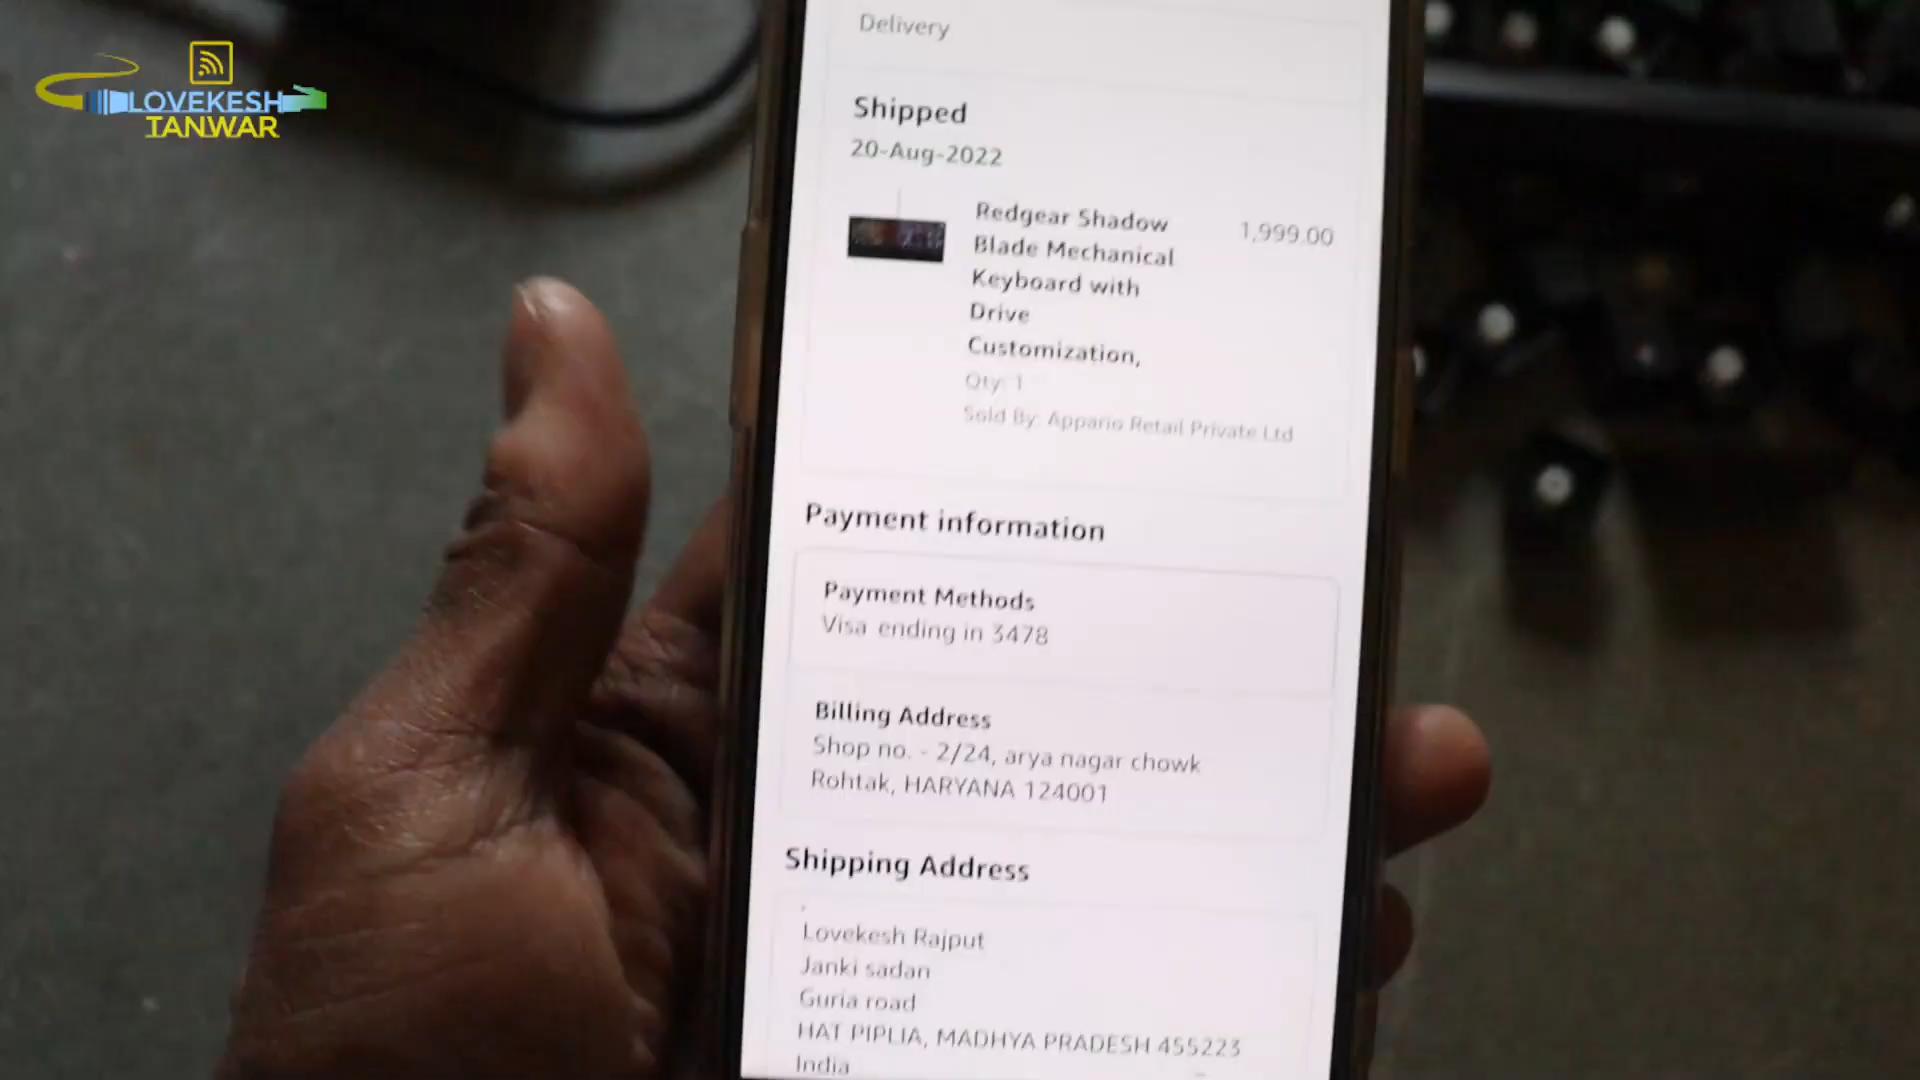 LOVEKESH
TANWAR
Delivery
Shipped
20-Aug-2022
Redgear Shadow
Blade Mechanical
Keyboard with
Drive
Customization,
1,999.00
Qty: 1
Sold By: Appario Retail Private Ltd
Payment information
Payment Methods
Visa ending in 3478
Billing Address
Shop no. - 2/24, arya nagar chowk
Rohtak, HARYANA 124001
Shipping Address
Lovekesh Rajput
Janki sadan
Guria road
HAT PIPLIA, MADHYA PRADESH 455223
India